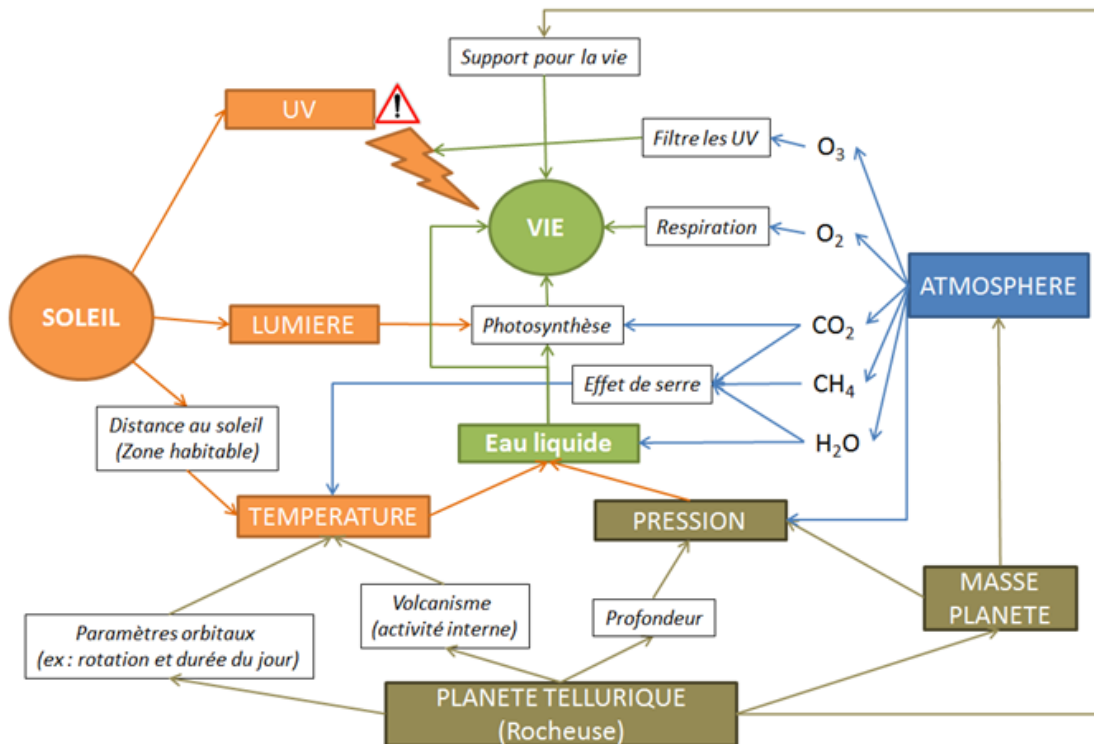 Support pour la vie
UV
!
Filtre les UV
O₃
VIE
Respiration
O₂
ATMOSPHERE
SOLEIL
LUMIERE
Photosynthèse
CO₂
Effet de serre
CH₄
Distance au soleil
(Zone habitable)
Eau liquide
H₂O
TEMPERATURE
PRESSION
MASSE
PLANETE
Volcanisme
(activité interne)
Profondeur
Paramètres orbitaux
(ex : rotation et durée du jour)
PLANETE TELLURIQUE
(Rocheuse)